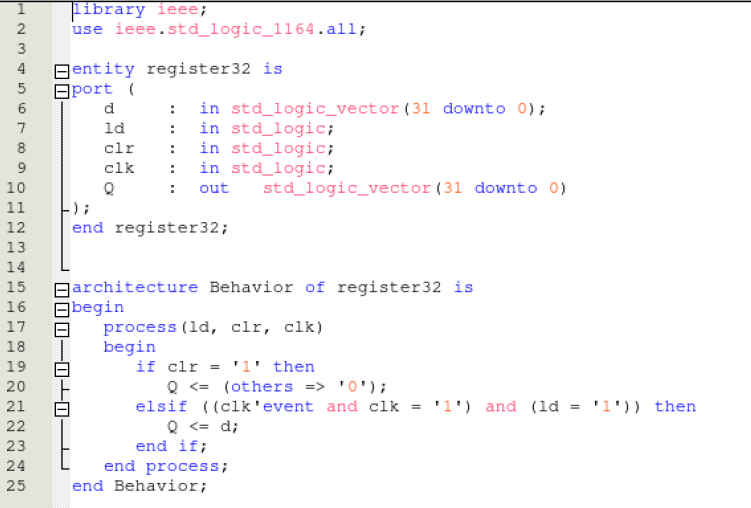 1 library ieee;
2 use ieee.std_logic_1164.all;
3
4 entity register32 is
5 port (
6 d : in std_logic_vector(31 downto 0);
7 ld : in std_logic;
8 clr : in std_logic;
9 clk : in std_logic;
10 Q : out std_logic_vector(31 downto 0)
11 );
12 end register32;
13
14
15 architecture Behavior of register32 is
16 begin
17 process(ld, clr, clk)
18 begin
19 if clr = '1' then
20 Q <= (others => '0');
21 elsif ((clk'event and clk = '1') and (ld = '1')) then
22 Q <= d;
23 end if;
24 end process;
25 end Behavior;